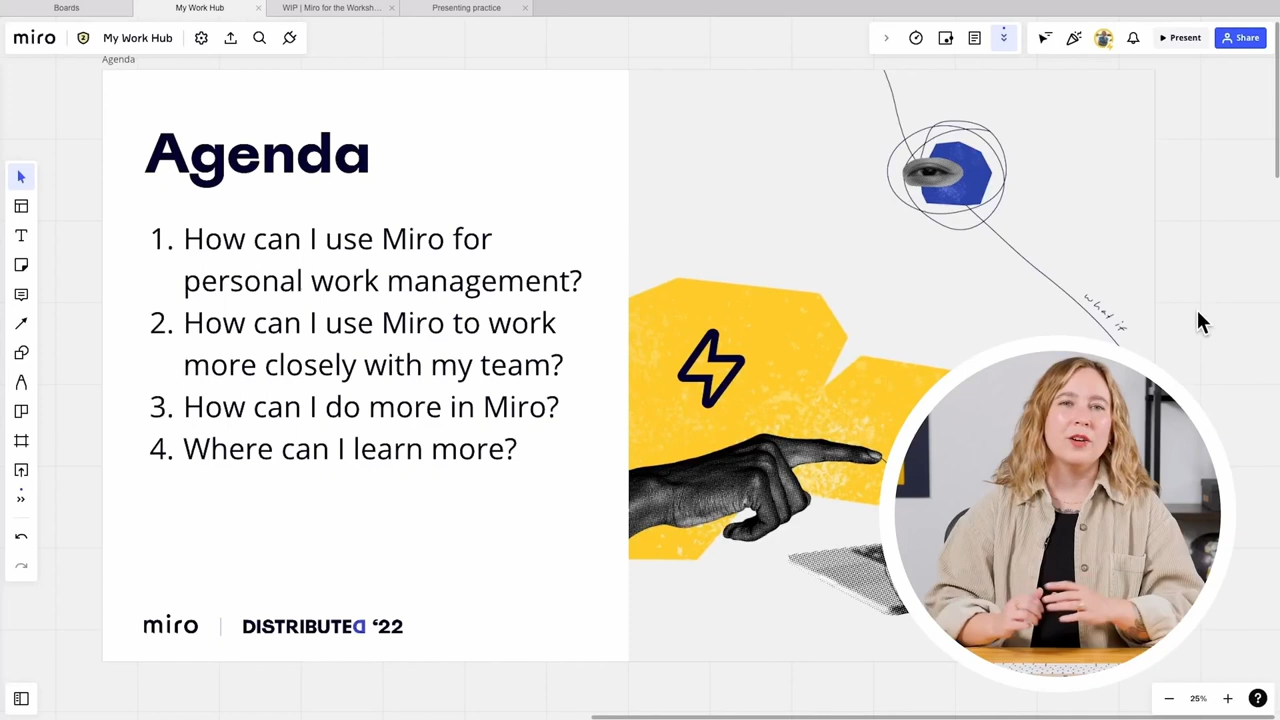 Boards
My Work Hub
WIP | Miro for the Worksh...
Presenting practice
miro
My Work Hub
Present
Share
Agenda
Agenda
1. How can I use Miro for
personal work management?
2. How can I use Miro to work
more closely with my team?
3. How can I do more in Miro?
4. Where can I learn more?
what if
miro
DISTRIBUTED ‘22
25%